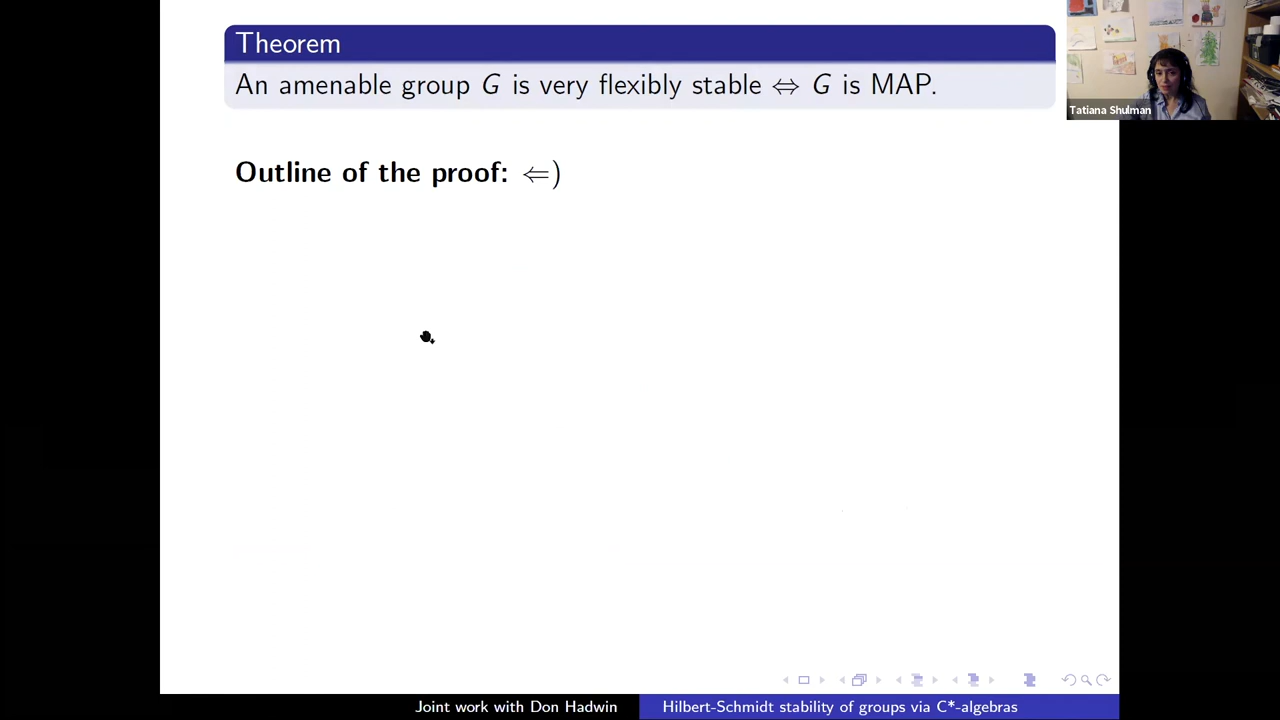 Theorem
An amenable group G is very flexibly stable ⇔ G is MAP.
Tatiana Shulman
Outline of the proof: ⇐)
Joint work with Don Hadwin
Hilbert-Schmidt stability of groups via C*-algebras